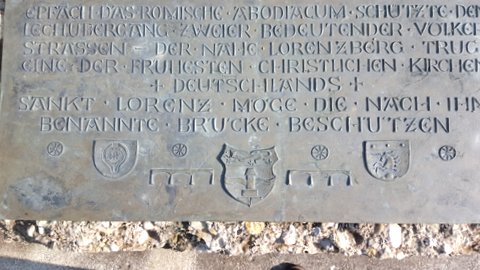 EPFACH·DAS·RÖMISCHE·ABODIACUM·SCHÜTZTE·DEN
LECHÜBERGANG·ZWEIER·BEDEUTENDER·VÖLKER
STRASSEN – DER·NAHE·LORENZBERG·TRUG
EINE·DER·FRÜHESTEN·CHRISTLICHEN·KIRCHEN
+ DEUTSCHLANDS +
SANKT·LORENZ·MÖGE·DIE·NACH·IHM
BENANNTE·BRÜCKE·BESCHÜTZEN